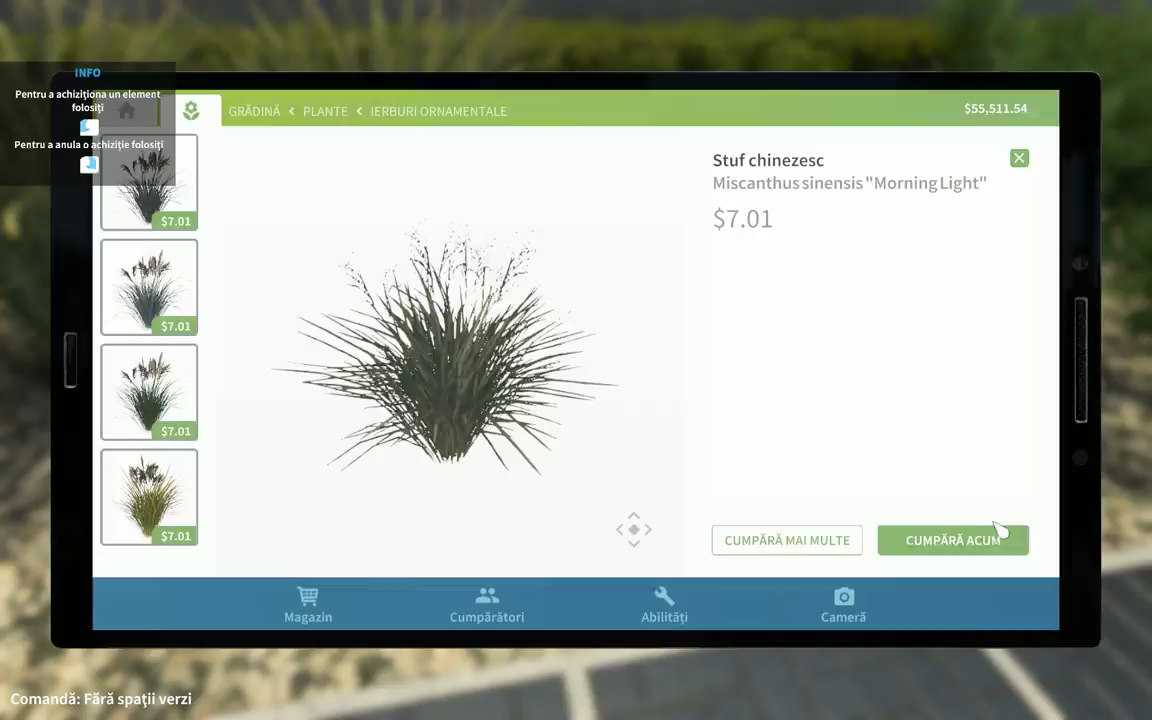 INFO
Pentru a achiziționa un element
folosiți
Pentru a anula o achiziție folosiți
GRĂDINĂ < PLANTE < IERBURI ORNAMENTALE
$55,511.54
$7.01
$7.01
$7.01
$7.01
Stuf chinezesc
Miscanthus sinensis "Morning Light"
$7.01
CUMPĂRĂ MAI MULTE
CUMPĂRĂ ACUM
Magazin
Cumpărători
Abilități
Cameră
Comandă: Fără spații verzi